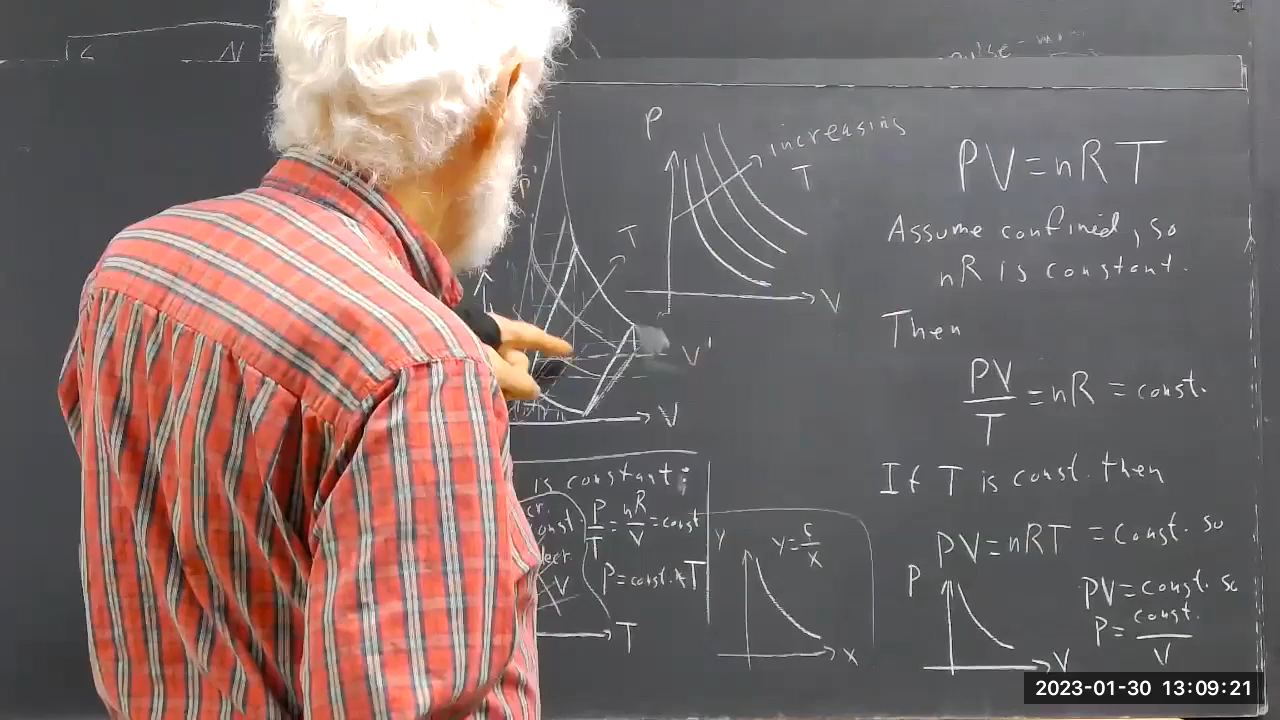 P
increasing
T
V
T
V'
V
PV=nRT
Assume confined, so
nR is constant.
Then
PV/T = nR = const.
If T is const. then
PV=nRT = const. so
PV=const. so
P= const./V
P
V
is constant;
P/T = nR/V = const
P=const.*T
V
T
Y
y=c/x
X
2023-01-30 13:09:21